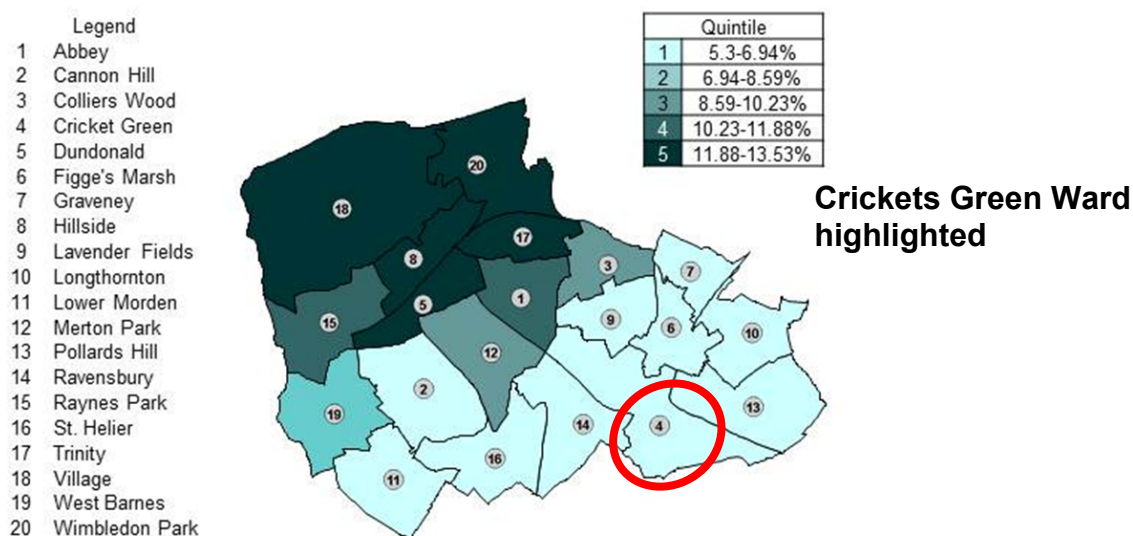 Legend
1 Abbey
2 Cannon Hill
3 Colliers Wood
4 Cricket Green
5 Dundonald
6 Figge's Marsh
7 Graveney
8 Hillside
9 Lavender Fields
10 Longthornton
11 Lower Morden
12 Merton Park
13 Pollards Hill
14 Ravensbury
15 Raynes Park
16 St. Helier
17 Trinity
18 Village
19 West Barnes
20 Wimbledon Park
Quintile
1 5.3-6.94%
2 6.94-8.59%
3 8.59-10.23%
4 10.23-11.88%
5 11.88-13.53%
Crickets Green Ward
highlighted
20
18
17
8
3
7
5
1
15
9
6
10
12
2
13
19
14
4
16
11